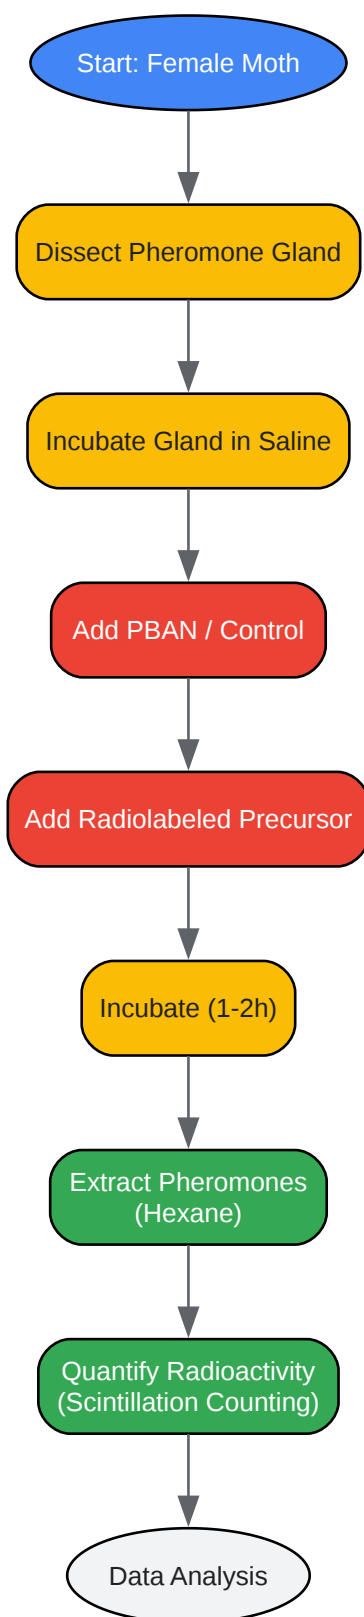 Start: Female Moth
Dissect Pheromone Gland
Incubate Gland in Saline
Add PBAN / Control
Add Radiolabeled Precursor
Incubate (1-2h)
Extract Pheromones
(Hexane)
Quantify Radioactivity
(Scintillation Counting)
Data Analysis